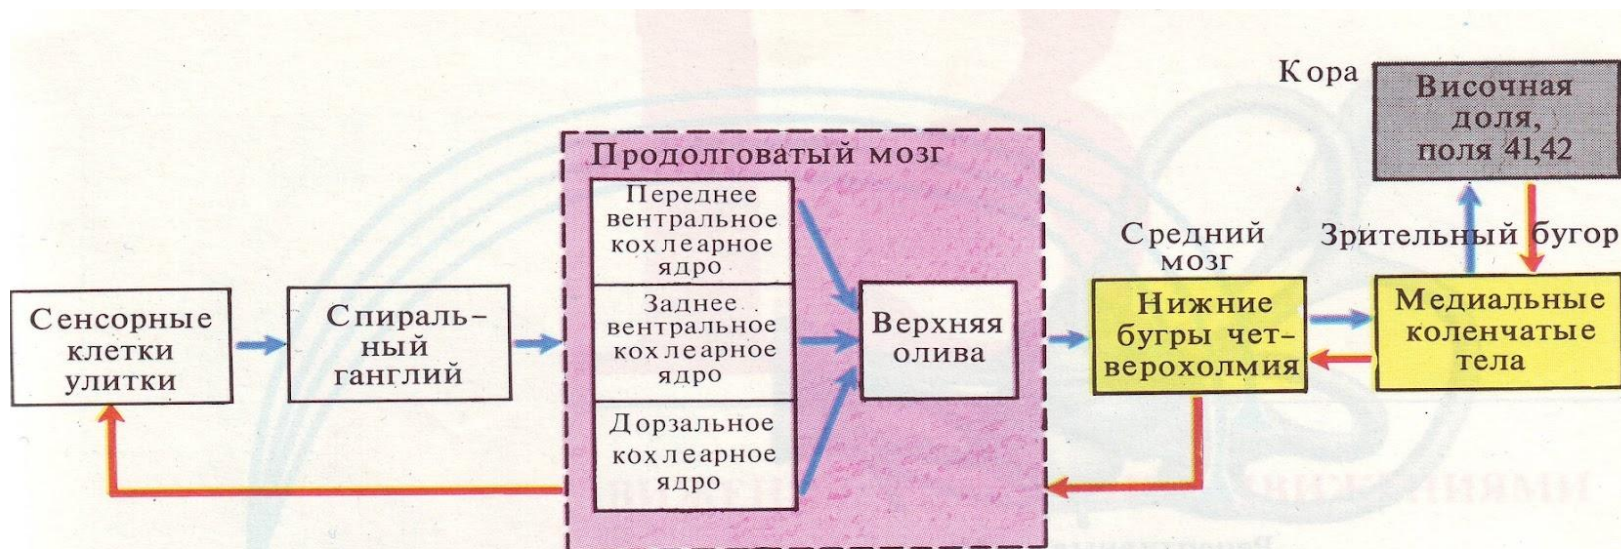 Кора
Височная
доля,
поля 41,42
Продолговатый мозг
Переднее
вентральное
кохлеарное
ядро
Заднее
вентральное
кохлеарное
ядро
Дорзальное
кохлеарное
ядро
Верхняя
олива
Сенсорные
клетки
улитки
Спираль-
ный
ганглий
Средний
мозг
Нижние
бугры чет-
верохолмия
Зрительный бугор
Медиальные
коленчатые
тела